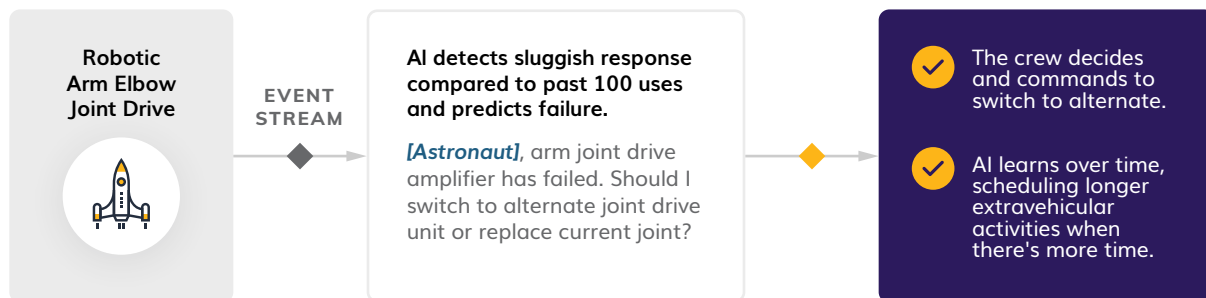 Robotic
Arm Elbow
Joint Drive
EVENT
STREAM
AI detects sluggish response
compared to past 100 uses
and predicts failure.
[Astronaut], arm joint drive
amplifier has failed. Should I
switch to alternate joint drive
unit or replace current joint?
The crew decides
and commands to
switch to alternate.
AI learns over time,
scheduling longer
extravehicular
activities when
there's more time.